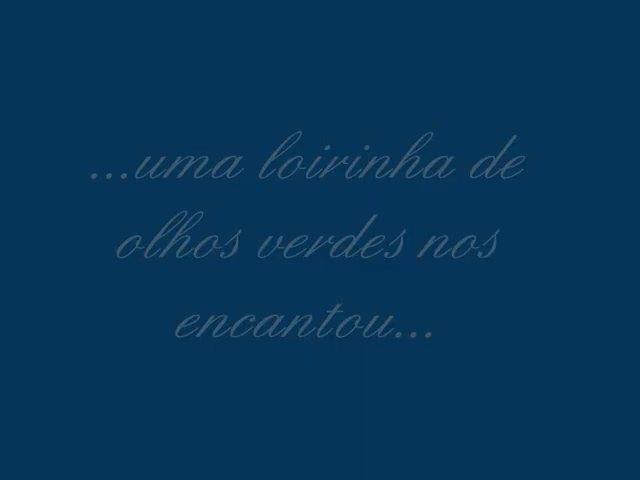 ...uma loirinha de
olhos verdes nos
encantou...